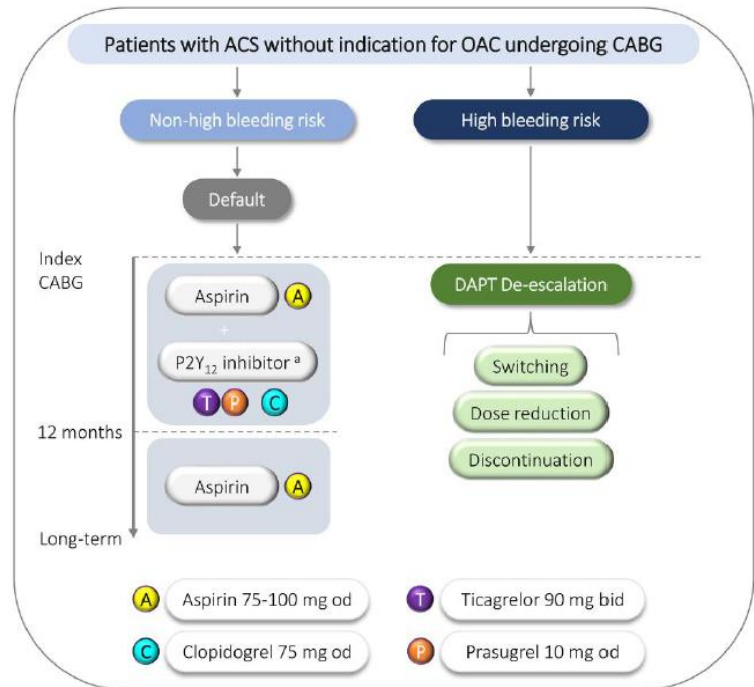 Patients with ACS without indication for OAC undergoing CABG
Non-high bleeding risk
High bleeding risk
Default
Index
CABG
Aspirin A
+
P2Y₁₂ inhibitor ᵃ
T P C
DAPT De-escalation
Switching
Dose reduction
Discontinuation
12 months
Aspirin A
Long-term
A Aspirin 75-100 mg od
T Ticagrelor 90 mg bid
C Clopidogrel 75 mg od
P Prasugrel 10 mg od